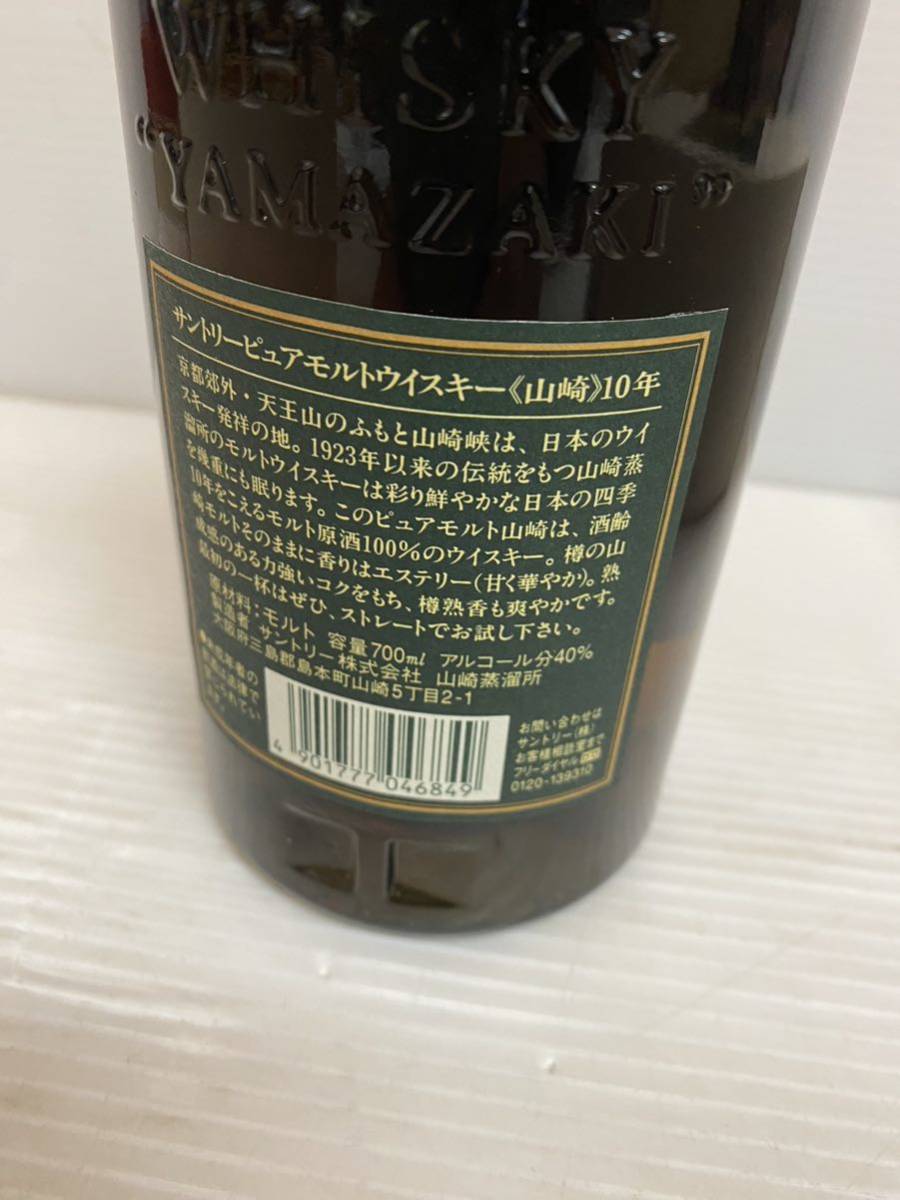 WHISKY
"YAMAZAKI"
サントリーピュアモルトウイスキー《山崎》10年
京都郊外・天王山のふもと山崎峡は、日本のウイ
スキー発祥の地。1923年以来の伝統をもつ山崎蒸
溜所のモルトウイスキーは彩り鮮やかな日本の四季
を幾重にも眠ります。このピュアモルト山崎は、酒齢
10年をこえるモルト原酒100%のウイスキー。樽の山
崎モルトそのままに香りはエステリー(甘く華やか)。熟
成感のある力強いコクをもち、樽熟香も爽やかです。
最初の一杯はぜひ、ストレートでお試し下さい。
原材料:モルト 容量700ml アルコール分40%
製造者:サントリー株式会社 山崎蒸溜所
大阪府三島郡島本町山崎5丁目2-1
●未成年者の
法律で
られてい
4 901777 046849
お問い合わせは
サントリー(株)
お客様相談室まで
フリーダイヤル
0120-139310